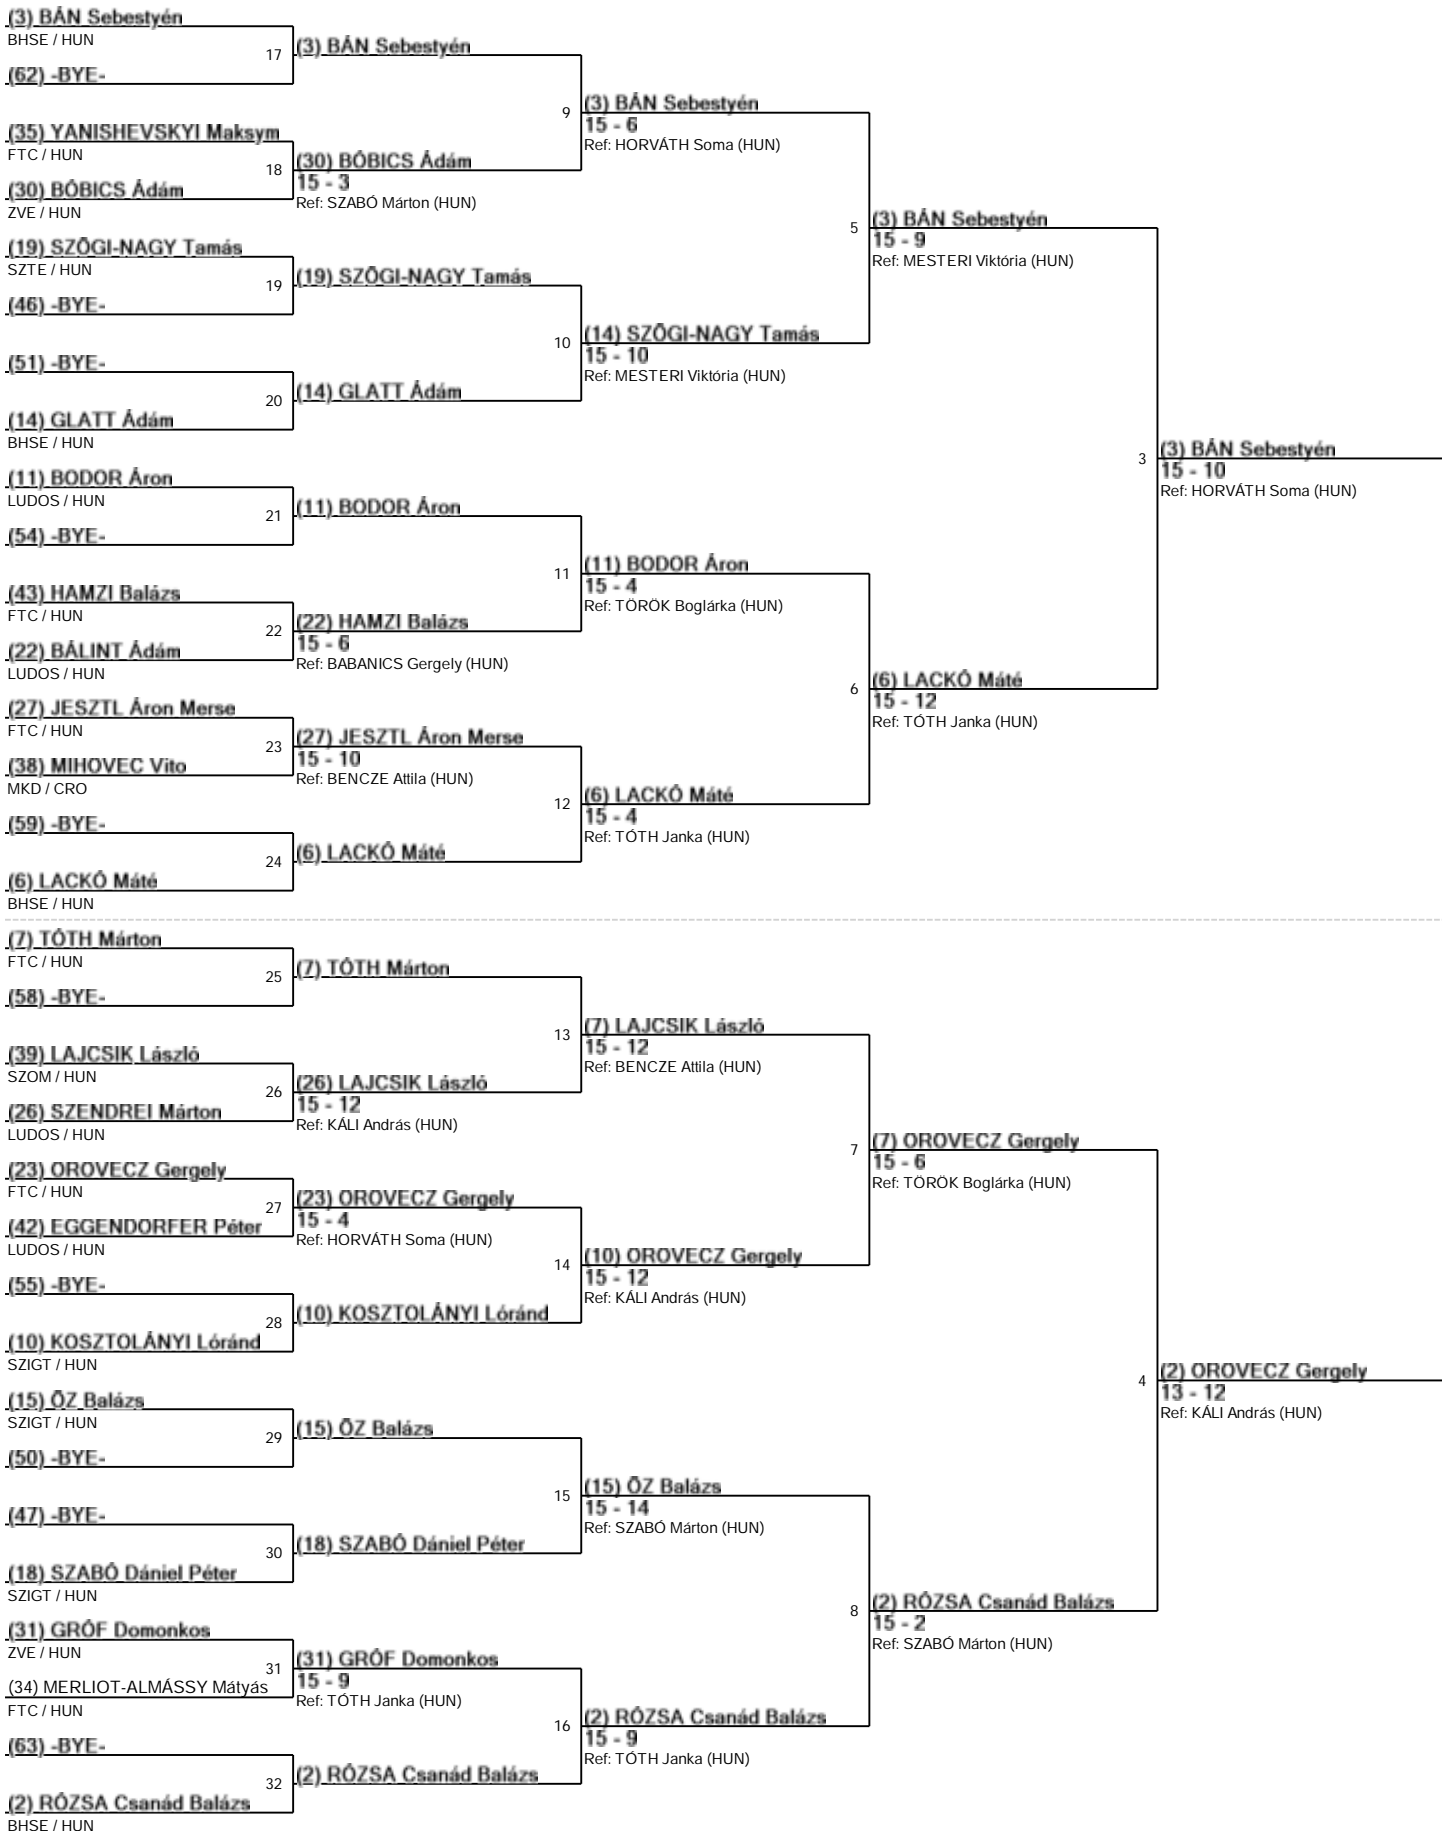 (3) BÁN Sebestyén
BHSE / HUN
17
(62) -BYE-
(35) YANISHEVSKYI Maksym
FTC / HUN
18
(30) BÓBICS Ádám
ZVE / HUN
(19) SZŐGI-NAGY Tamás
SZTE / HUN
19
(46) -BYE-
(51) -BYE-
20
(14) GLATT Ádám
BHSE / HUN
(11) BODOR Áron
LUDOS / HUN
21
(54) -BYE-
(43) HAMZI Balázs
FTC / HUN
22
(22) BÁLINT Ádám
LUDOS / HUN
(27) JESZTL Áron Merse
FTC / HUN
23
(38) MIHOVEC Vito
MKD / CRO
(59) -BYE-
24
(6) LACKÓ Máté
BHSE / HUN
(3) BÁN Sebestyén
9
(30) BÓBICS Ádám
15 - 3
Ref: SZABÓ Márton (HUN)
(19) SZŐGI-NAGY Tamás
10
(14) GLATT Ádám
(11) BODOR Áron
11
(22) HAMZI Balázs
15 - 6
Ref: BABANICS Gergely (HUN)
(27) JESZTL Áron Merse
15 - 10
Ref: BENCZE Attila (HUN)
12
(6) LACKÓ Máté
(3) BÁN Sebestyén
15 - 6
Ref: HORVÁTH Soma (HUN)
5
(14) SZŐGI-NAGY Tamás
15 - 10
Ref: MESTERI Viktória (HUN)
(11) BODOR Áron
15 - 4
Ref: TÖRÖK Boglárka (HUN)
6
(6) LACKÓ Máté
15 - 4
Ref: TÓTH Janka (HUN)
(3) BÁN Sebestyén
15 - 9
Ref: MESTERI Viktória (HUN)
3
(6) LACKÓ Máté
15 - 12
Ref: TÓTH Janka (HUN)
(3) BÁN Sebestyén
15 - 10
Ref: HORVÁTH Soma (HUN)
(7) TÓTH Márton
FTC / HUN
25
(58) -BYE-
(39) LAJCSIK László
SZOM / HUN
26
(26) SZENDREI Márton
LUDOS / HUN
(23) OROVECZ Gergely
FTC / HUN
27
(42) EGGENDORFER Péter
LUDOS / HUN
(55) -BYE-
28
(10) KOSZTOLÁNYI Lóránd
SZIGT / HUN
(15) ŐZ Balázs
SZIGT / HUN
29
(50) -BYE-
(47) -BYE-
30
(18) SZABÓ Dániel Péter
SZIGT / HUN
(31) GRÓF Domonkos
ZVE / HUN
31
(34) MERLIOT-ALMÁSSY Mátyás
FTC / HUN
(63) -BYE-
32
(2) RÓZSA Csanád Balázs
BHSE / HUN
(7) TÓTH Márton
13
(26) LAJCSIK László
15 - 12
Ref: KÁLI András (HUN)
(23) OROVECZ Gergely
15 - 4
Ref: HORVÁTH Soma (HUN)
14
(10) KOSZTOLÁNYI Lóránd
(15) ŐZ Balázs
15
(18) SZABÓ Dániel Péter
(31) GRÓF Domonkos
15 - 9
Ref: TÓTH Janka (HUN)
16
(2) RÓZSA Csanád Balázs
(7) LAJCSIK László
15 - 12
Ref: BENCZE Attila (HUN)
7
(10) OROVECZ Gergely
15 - 12
Ref: KÁLI András (HUN)
(15) ŐZ Balázs
15 - 14
Ref: SZABÓ Márton (HUN)
8
(2) RÓZSA Csanád Balázs
15 - 9
Ref: TÓTH Janka (HUN)
(7) OROVECZ Gergely
15 - 6
Ref: TÖRÖK Boglárka (HUN)
4
(2) RÓZSA Csanád Balázs
15 - 2
Ref: SZABÓ Márton (HUN)
(2) OROVECZ Gergely
13 - 12
Ref: KÁLI András (HUN)